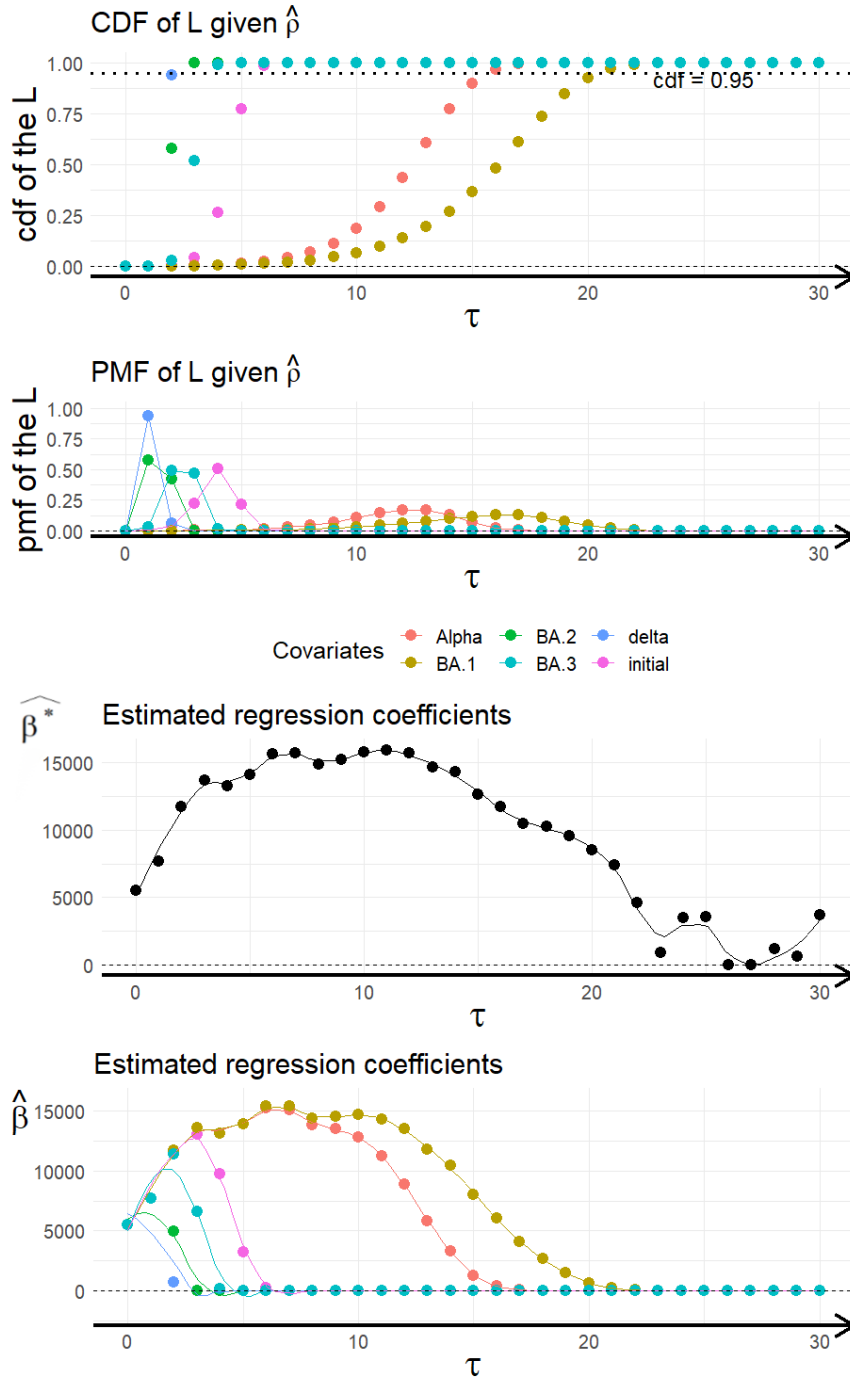 CDF of L given ρ̂
cdf of the L
1.00
0.75
0.50
0.25
0.00
cdf = 0.95
0 10 20 30
τ
PMF of L given ρ̂
pmf of the L
1.00
0.75
0.50
0.25
0.00
0 10 20 30
τ
Covariates
Alpha BA.2 delta
BA.1 BA.3 initial
β̂*
Estimated regression coefficients
15000
10000
5000
0
0 10 20 30
τ
Estimated regression coefficients
β̂
15000
10000
5000
0
0 10 20 30
τ